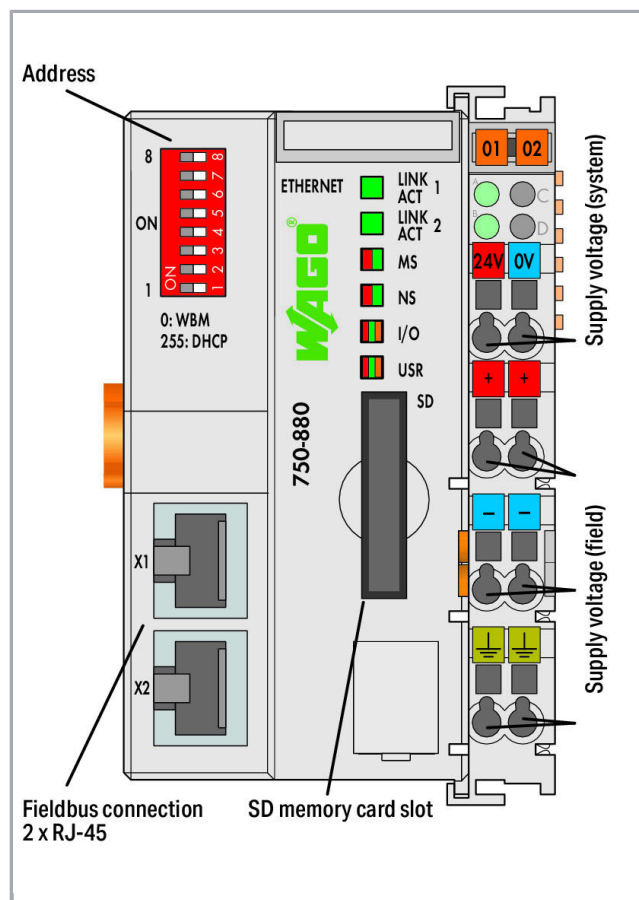 Address
8
ON
1
8
7
6
5
4
3
2
1
ON
0: WBM
255: DHCP
ETHERNET
LINK 1
ACT
LINK 2
ACT
MS
NS
I/O
USR
SD
WAGO
®
750-880
X1
X2
01 02
A
C
B
D
24V 0V
+ +
− −
Supply voltage (system)
Supply voltage (field)
Fieldbus connection
2 x RJ-45
SD memory card slot